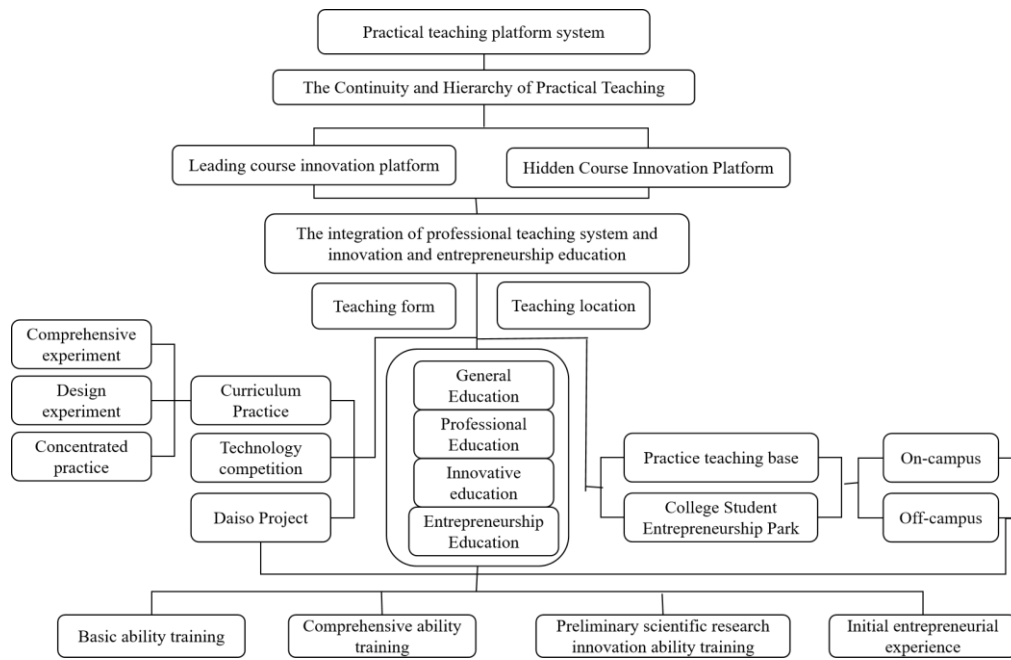 Practical teaching platform system
The Continuity and Hierarchy of Practical Teaching
Leading course innovation platform
Hidden Course Innovation Platform
The integration of professional teaching system and
innovation and entrepreneurship education
Teaching form
Teaching location
Comprehensive
experiment
Design
experiment
Concentrated
practice
Curriculum
Practice
Technology
competition
Daiso Project
General
Education
Professional
Education
Innovative
education
Entrepreneurship
Education
Practice teaching base
College Student
Entrepreneurship Park
On-campus
Off-campus
Basic ability training
Comprehensive ability
training
Preliminary scientific research
innovation ability training
Initial entrepreneurial
experience